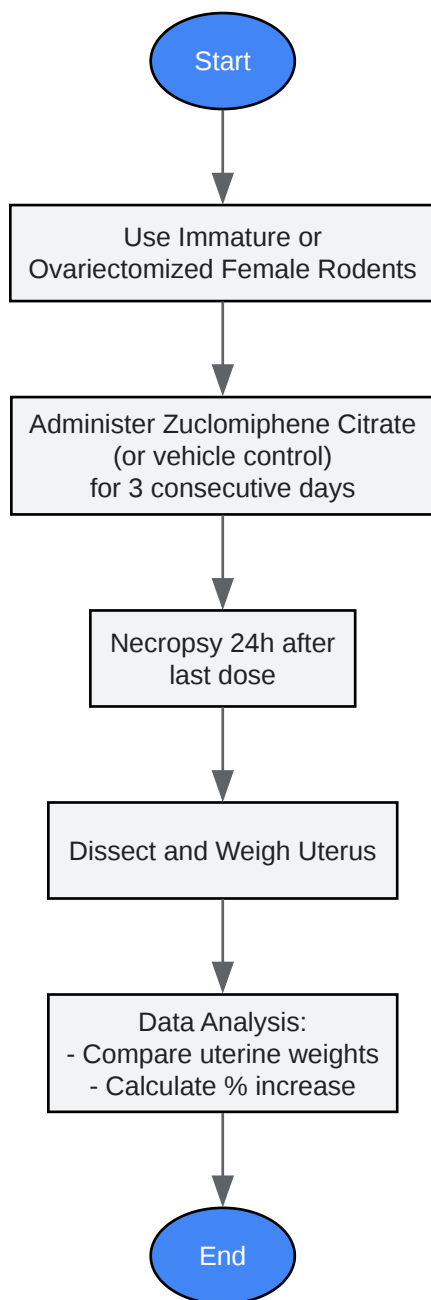 Start
Use Immature or
Ovariectomized Female Rodents
Administer Zuclomiphene Citrate
(or vehicle control)
for 3 consecutive days
Necropsy 24h after
last dose
Dissect and Weigh Uterus
Data Analysis:
- Compare uterine weights
- Calculate % increase
End